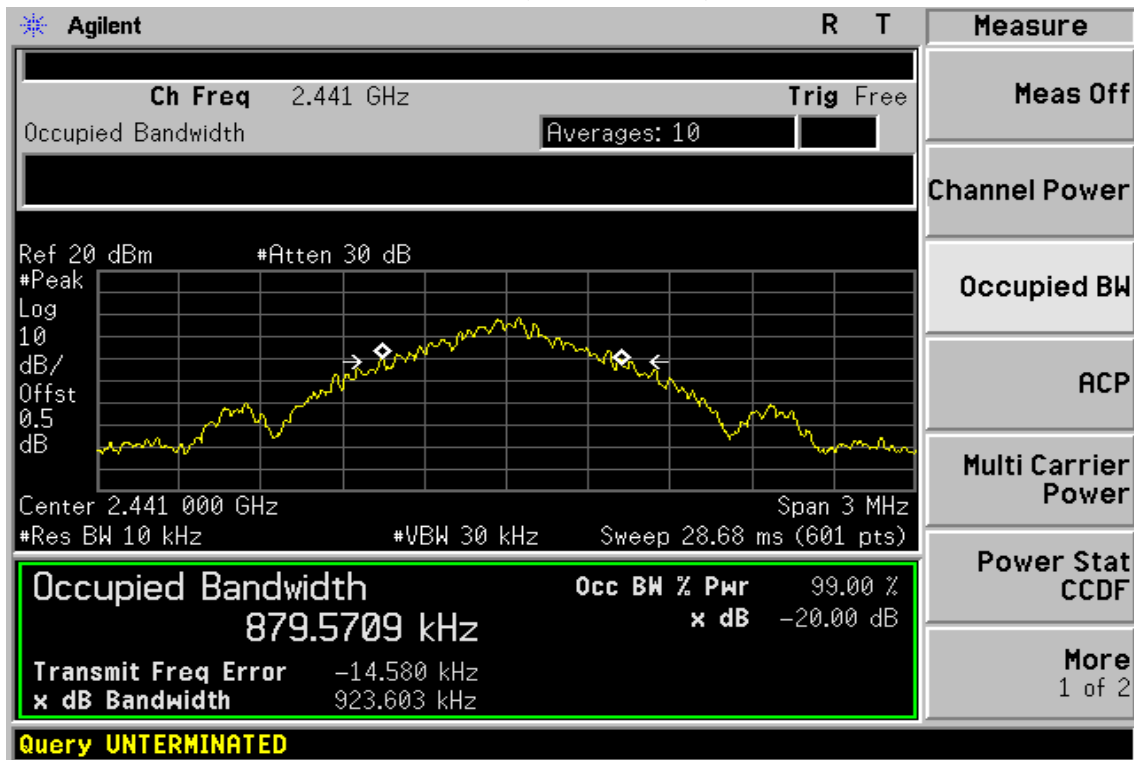 Agilent R T
Ch Freq 2.441 GHz Trig Free
Occupied Bandwidth Averages: 10
Ref 20 dBm #Atten 30 dB
#Peak
Log
10
dB/
Offst
0.5
dB
Center 2.441 000 GHz Span 3 MHz
#Res BW 10 kHz #VBW 30 kHz Sweep 28.68 ms (601 pts)
Occupied Bandwidth
879.5709 kHz
Occ BW % Pwr 99.00 %
x dB -20.00 dB
Transmit Freq Error -14.580 kHz
x dB Bandwidth 923.603 kHz
Query UNTERMINATED
Measure
Meas Off
Channel Power
Occupied BW
ACP
Multi Carrier
Power
Power Stat
CCDF
More
1 of 2